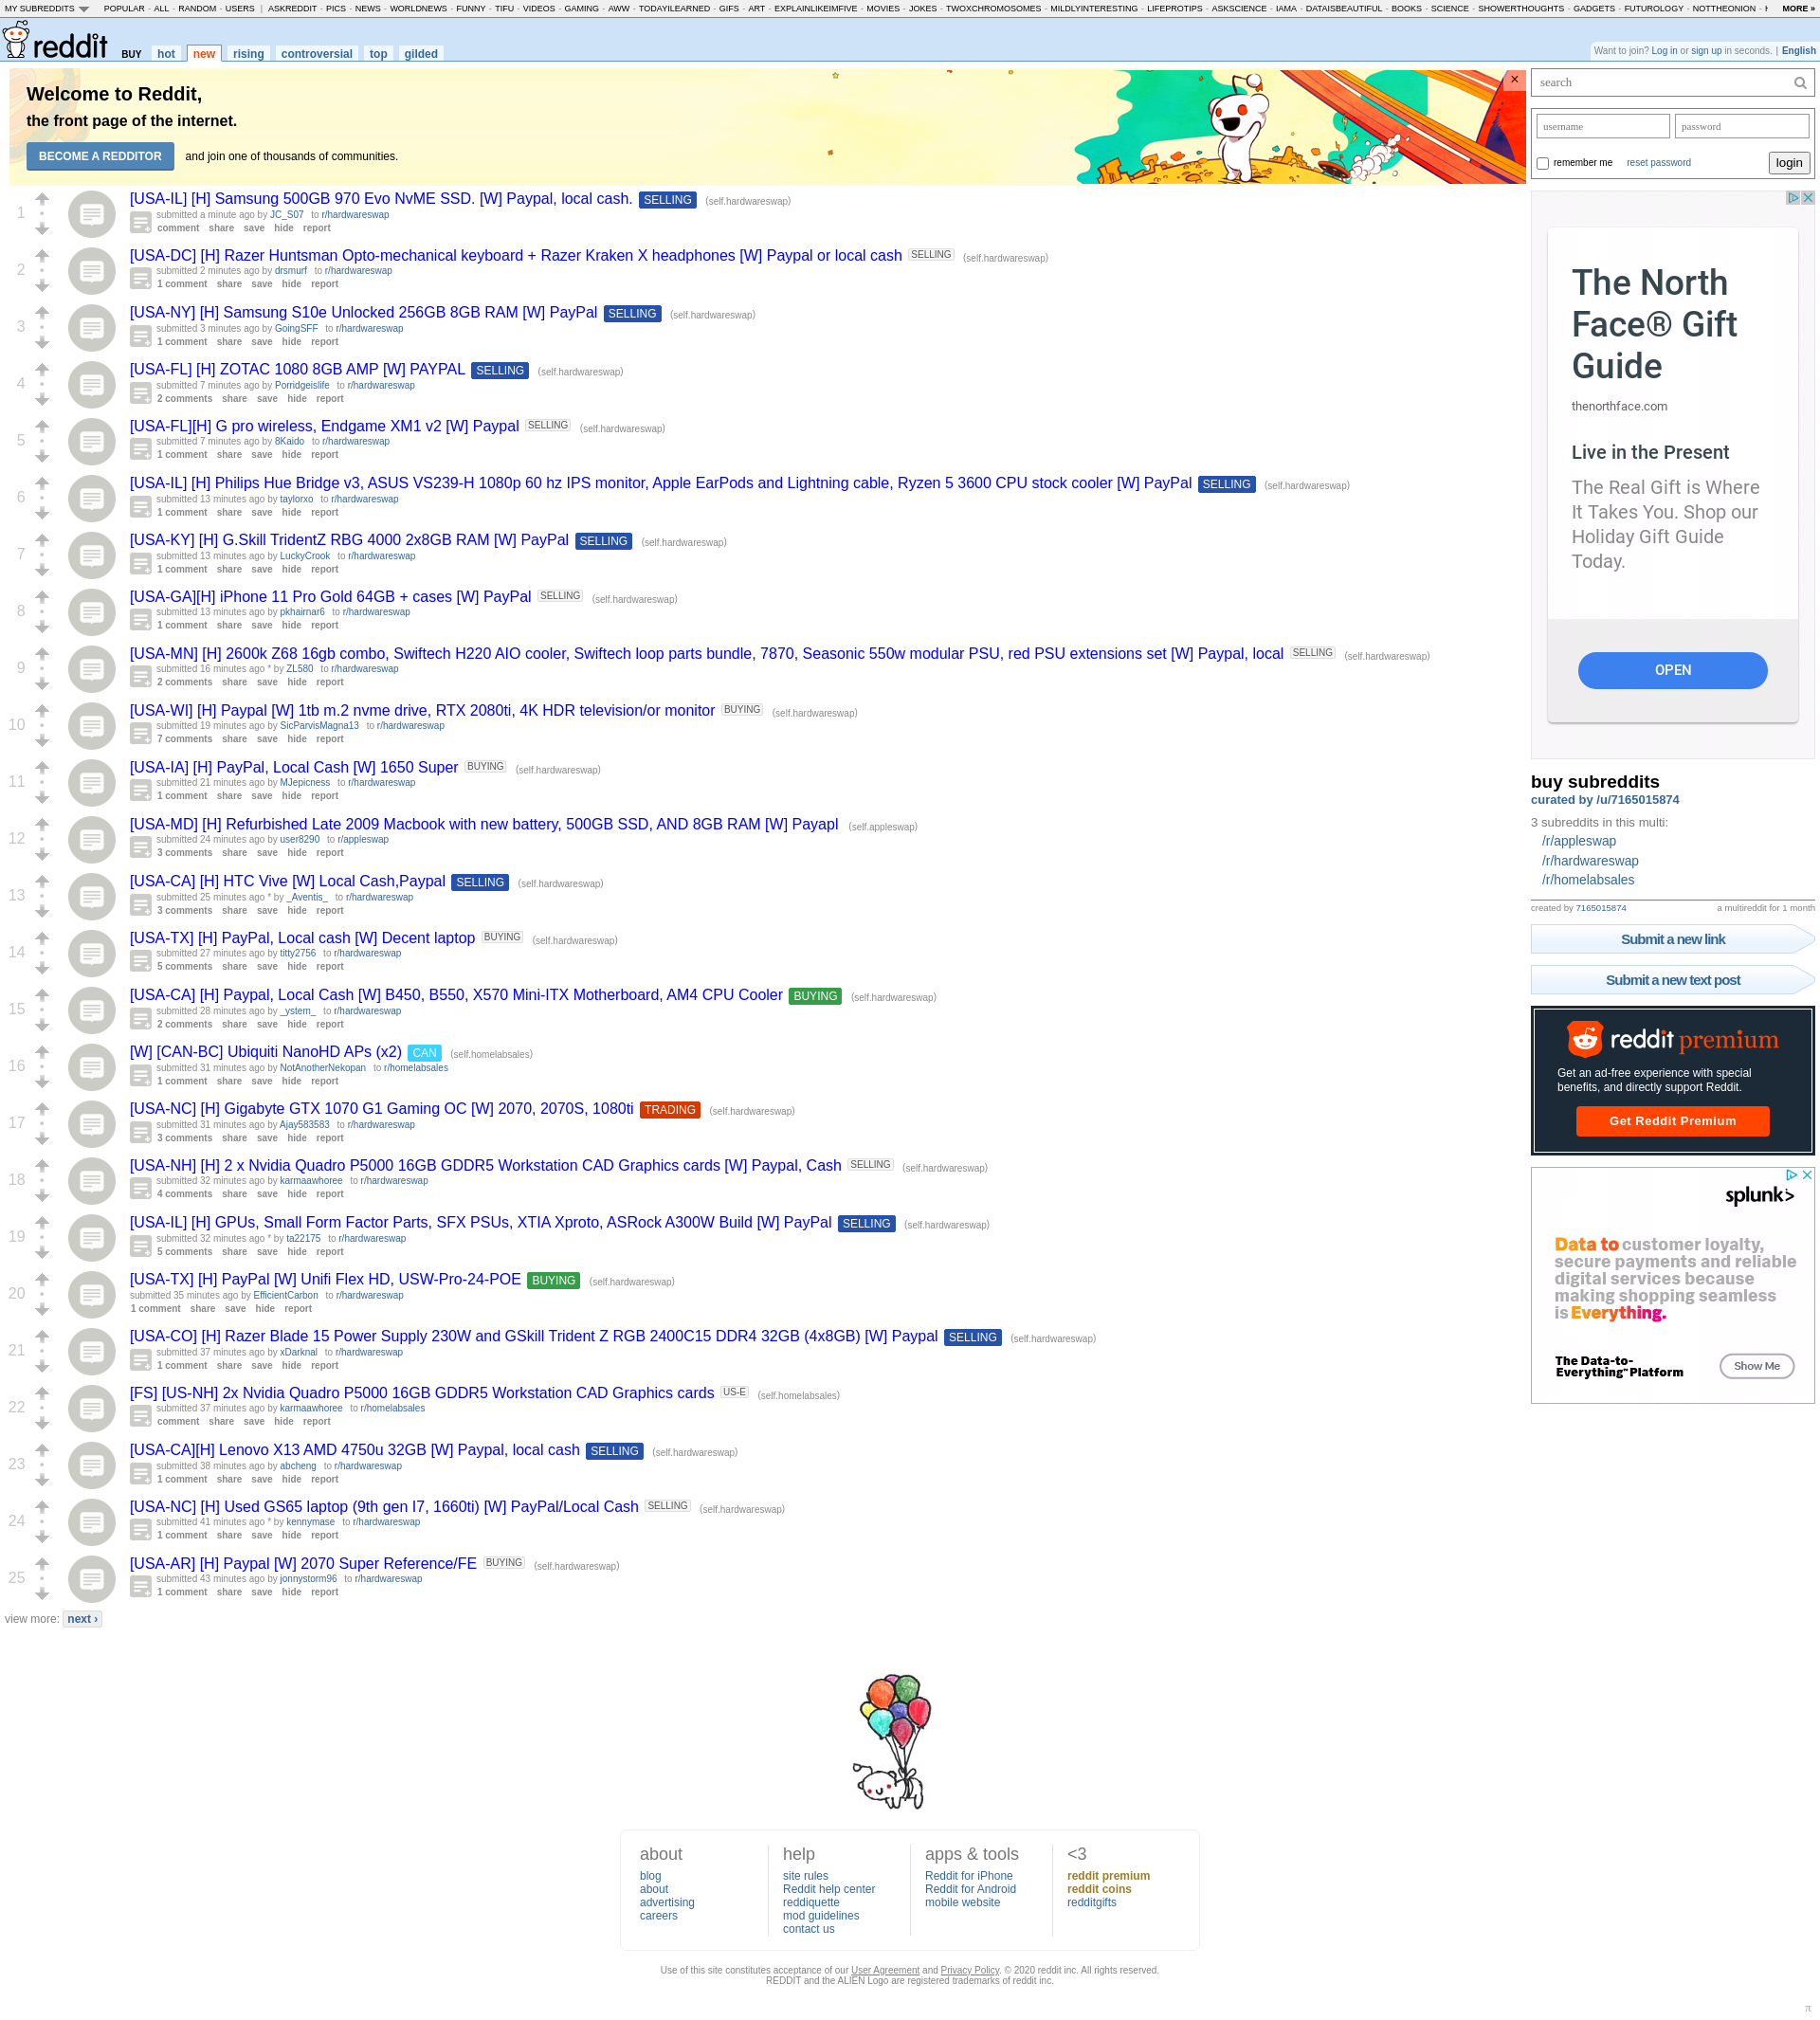 MY SUBREDDITS POPULAR - ALL - RANDOM - USERS | ASKREDDIT - PICS - NEWS - WORLDNEWS - FUNNY - TIFU - VIDEOS - GAMING - AWW - TODAYILEARNED - GIFS - ART - EXPLAINLIKEIMFIVE - MOVIES - JOKES - TWOXCHROMOSOMES - MILDLYINTERESTING - LIFEPROTIPS - ASKSCIENCE - IAMA - DATAISBEAUTIFUL - BOOKS - SCIENCE - SHOWERTHOUGHTS - GADGETS - FUTUROLOGY - NOTTHEONION - MORE »
reddit BUY hot new rising controversial top gilded
Want to join? Log in or sign up in seconds. | English
Welcome to Reddit,
the front page of the internet.
BECOME A REDDITOR and join one of thousands of communities.
×
1
[USA-IL] [H] Samsung 500GB 970 Evo NvME SSD. [W] Paypal, local cash. SELLING (self.hardwareswap)
submitted a minute ago by JC_S07 to r/hardwareswap
comment share save hide report
2
[USA-DC] [H] Razer Huntsman Opto-mechanical keyboard + Razer Kraken X headphones [W] Paypal or local cash SELLING (self.hardwareswap)
submitted 2 minutes ago by drsmurf to r/hardwareswap
1 comment share save hide report
3
[USA-NY] [H] Samsung S10e Unlocked 256GB 8GB RAM [W] PayPal SELLING (self.hardwareswap)
submitted 3 minutes ago by GoingSFF to r/hardwareswap
1 comment share save hide report
4
[USA-FL] [H] ZOTAC 1080 8GB AMP [W] PAYPAL SELLING (self.hardwareswap)
submitted 7 minutes ago by Porridgeislife to r/hardwareswap
2 comments share save hide report
5
[USA-FL][H] G pro wireless, Endgame XM1 v2 [W] Paypal SELLING (self.hardwareswap)
submitted 7 minutes ago by 8Kaido to r/hardwareswap
1 comment share save hide report
6
[USA-IL] [H] Philips Hue Bridge v3, ASUS VS239-H 1080p 60 hz IPS monitor, Apple EarPods and Lightning cable, Ryzen 5 3600 CPU stock cooler [W] PayPal SELLING (self.hardwareswap)
submitted 13 minutes ago by taylorxo to r/hardwareswap
1 comment share save hide report
7
[USA-KY] [H] G.Skill TridentZ RBG 4000 2x8GB RAM [W] PayPal SELLING (self.hardwareswap)
submitted 13 minutes ago by LuckyCrook to r/hardwareswap
1 comment share save hide report
8
[USA-GA][H] iPhone 11 Pro Gold 64GB + cases [W] PayPal SELLING (self.hardwareswap)
submitted 13 minutes ago by pkhairnar6 to r/hardwareswap
1 comment share save hide report
9
[USA-MN] [H] 2600k Z68 16gb combo, Swiftech H220 AIO cooler, Swiftech loop parts bundle, 7870, Seasonic 550w modular PSU, red PSU extensions set [W] Paypal, local SELLING (self.hardwareswap)
submitted 16 minutes ago * by ZL580 to r/hardwareswap
2 comments share save hide report
10
[USA-WI] [H] Paypal [W] 1tb m.2 nvme drive, RTX 2080ti, 4K HDR television/or monitor BUYING (self.hardwareswap)
submitted 19 minutes ago by SicParvisMagna13 to r/hardwareswap
7 comments share save hide report
11
[USA-IA] [H] PayPal, Local Cash [W] 1650 Super BUYING (self.hardwareswap)
submitted 21 minutes ago by MJepicness to r/hardwareswap
1 comment share save hide report
12
[USA-MD] [H] Refurbished Late 2009 Macbook with new battery, 500GB SSD, AND 8GB RAM [W] Payapl (self.appleswap)
submitted 24 minutes ago by user8290 to r/appleswap
3 comments share save hide report
13
[USA-CA] [H] HTC Vive [W] Local Cash,Paypal SELLING (self.hardwareswap)
submitted 25 minutes ago * by _Aventis_ to r/hardwareswap
3 comments share save hide report
14
[USA-TX] [H] PayPal, Local cash [W] Decent laptop BUYING (self.hardwareswap)
submitted 27 minutes ago by titty2756 to r/hardwareswap
5 comments share save hide report
15
[USA-CA] [H] Paypal, Local Cash [W] B450, B550, X570 Mini-ITX Motherboard, AM4 CPU Cooler BUYING (self.hardwareswap)
submitted 28 minutes ago by _ystem_ to r/hardwareswap
2 comments share save hide report
16
[W] [CAN-BC] Ubiquiti NanoHD APs (x2) CAN (self.homelabsales)
submitted 31 minutes ago by NotAnotherNekopan to r/homelabsales
1 comment share save hide report
17
[USA-NC] [H] Gigabyte GTX 1070 G1 Gaming OC [W] 2070, 2070S, 1080ti TRADING (self.hardwareswap)
submitted 31 minutes ago by Ajay583583 to r/hardwareswap
3 comments share save hide report
18
[USA-NH] [H] 2 x Nvidia Quadro P5000 16GB GDDR5 Workstation CAD Graphics cards [W] Paypal, Cash SELLING (self.hardwareswap)
submitted 32 minutes ago by karmaawhoree to r/hardwareswap
4 comments share save hide report
19
[USA-IL] [H] GPUs, Small Form Factor Parts, SFX PSUs, XTIA Xproto, ASRock A300W Build [W] PayPal SELLING (self.hardwareswap)
submitted 32 minutes ago * by ta22175 to r/hardwareswap
5 comments share save hide report
20
[USA-TX] [H] PayPal [W] Unifi Flex HD, USW-Pro-24-POE BUYING (self.hardwareswap)
submitted 35 minutes ago by EfficientCarbon to r/hardwareswap
1 comment share save hide report
21
[USA-CO] [H] Razer Blade 15 Power Supply 230W and GSkill Trident Z RGB 2400C15 DDR4 32GB (4x8GB) [W] Paypal SELLING (self.hardwareswap)
submitted 37 minutes ago by xDarknal to r/hardwareswap
1 comment share save hide report
22
[FS] [US-NH] 2x Nvidia Quadro P5000 16GB GDDR5 Workstation CAD Graphics cards US-E (self.homelabsales)
submitted 37 minutes ago by karmaawhoree to r/homelabsales
comment share save hide report
23
[USA-CA][H] Lenovo X13 AMD 4750u 32GB [W] Paypal, local cash SELLING (self.hardwareswap)
submitted 38 minutes ago by abcheng to r/hardwareswap
1 comment share save hide report
24
[USA-NC] [H] Used GS65 laptop (9th gen I7, 1660ti) [W] PayPal/Local Cash SELLING (self.hardwareswap)
submitted 41 minutes ago * by kennymase to r/hardwareswap
1 comment share save hide report
25
[USA-AR] [H] Paypal [W] 2070 Super Reference/FE BUYING (self.hardwareswap)
submitted 43 minutes ago by jonnystorm96 to r/hardwareswap
1 comment share save hide report
view more: next ›
search
username password
remember me reset password login
The North
Face® Gift
Guide
thenorthface.com
Live in the Present
The Real Gift is Where
It Takes You. Shop our
Holiday Gift Guide
Today.
OPEN
buy subreddits
curated by /u/7165015874
3 subreddits in this multi:
/r/appleswap
/r/hardwareswap
/r/homelabsales
created by 7165015874 a multireddit for 1 month
Submit a new link
Submit a new text post
reddit premium
Get an ad-free experience with special
benefits, and directly support Reddit.
Get Reddit Premium
splunk>
Data to customer loyalty,
secure payments and reliable
digital services because
making shopping seamless
is Everything.
The Data-to-
Everything™ Platform
Show Me
about
blog
about
advertising
careers
help
site rules
Reddit help center
reddiquette
mod guidelines
contact us
apps & tools
Reddit for iPhone
Reddit for Android
mobile website
<3
reddit premium
reddit coins
redditgifts
Use of this site constitutes acceptance of our User Agreement and Privacy Policy. © 2020 reddit inc. All rights reserved.
REDDIT and the ALIEN Logo are registered trademarks of reddit inc.
π